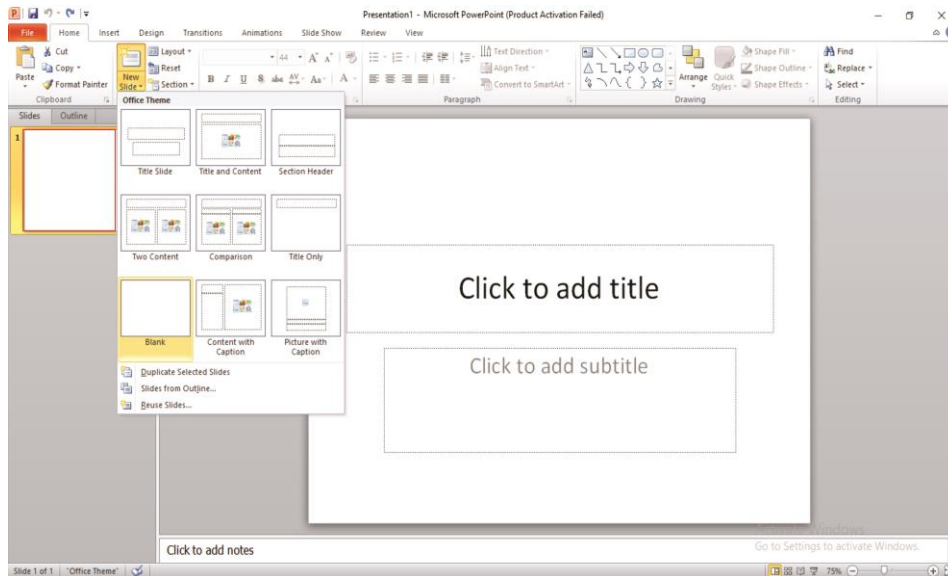 Presentation1 - Microsoft PowerPoint (Product Activation Failed)
File Home Insert Design Transitions Animations Slide Show Review View
Cut Layout 44 Text Direction Shape Fill Find
Copy Reset Align Text Shape Outline Replace
Paste Format Painter New Slide Section B I U S abc AV Aa A Convert to SmartArt Arrange Quick Styles Shape Effects Select
Clipboard Paragraph Drawing Editing
Slides Outline
Office Theme
1
Title Slide Title and Content Section Header
Two Content Comparison Title Only
Blank Content with Caption Picture with Caption
Duplicate Selected Slides
Slides from Outline...
Reuse Slides...
Click to add title
Click to add subtitle
Click to add notes
Go to Settings to activate Windows.
Slide 1 of 1 "Office Theme" 75%